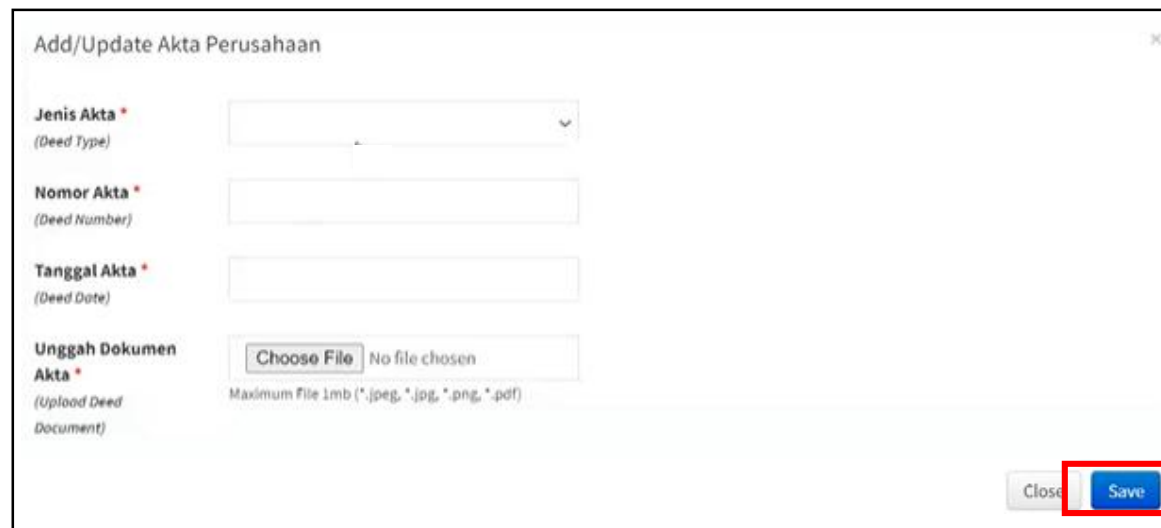 Add/Update Akta Perusahaan
×
Jenis Akta *
(Deed Type)
Nomor Akta *
(Deed Number)
Tanggal Akta *
(Deed Date)
Unggah Dokumen
Akta *
(Upload Deed
Document)
Choose File No file chosen
Maximum File 1mb (*.jpeg, *.jpg, *.png, *.pdf)
Close Save